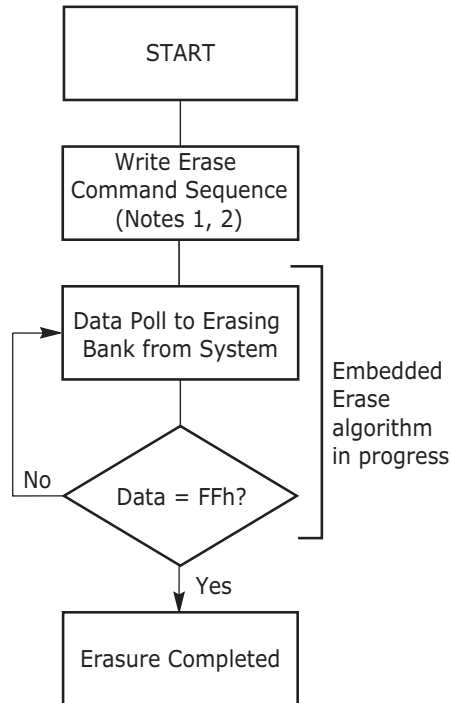 START
Write Erase
Command Sequence
(Notes 1, 2)
Data Poll to Erasing
Bank from System
Embedded
Erase
algorithm
in progress
No
Data = FFh?
Yes
Erasure Completed